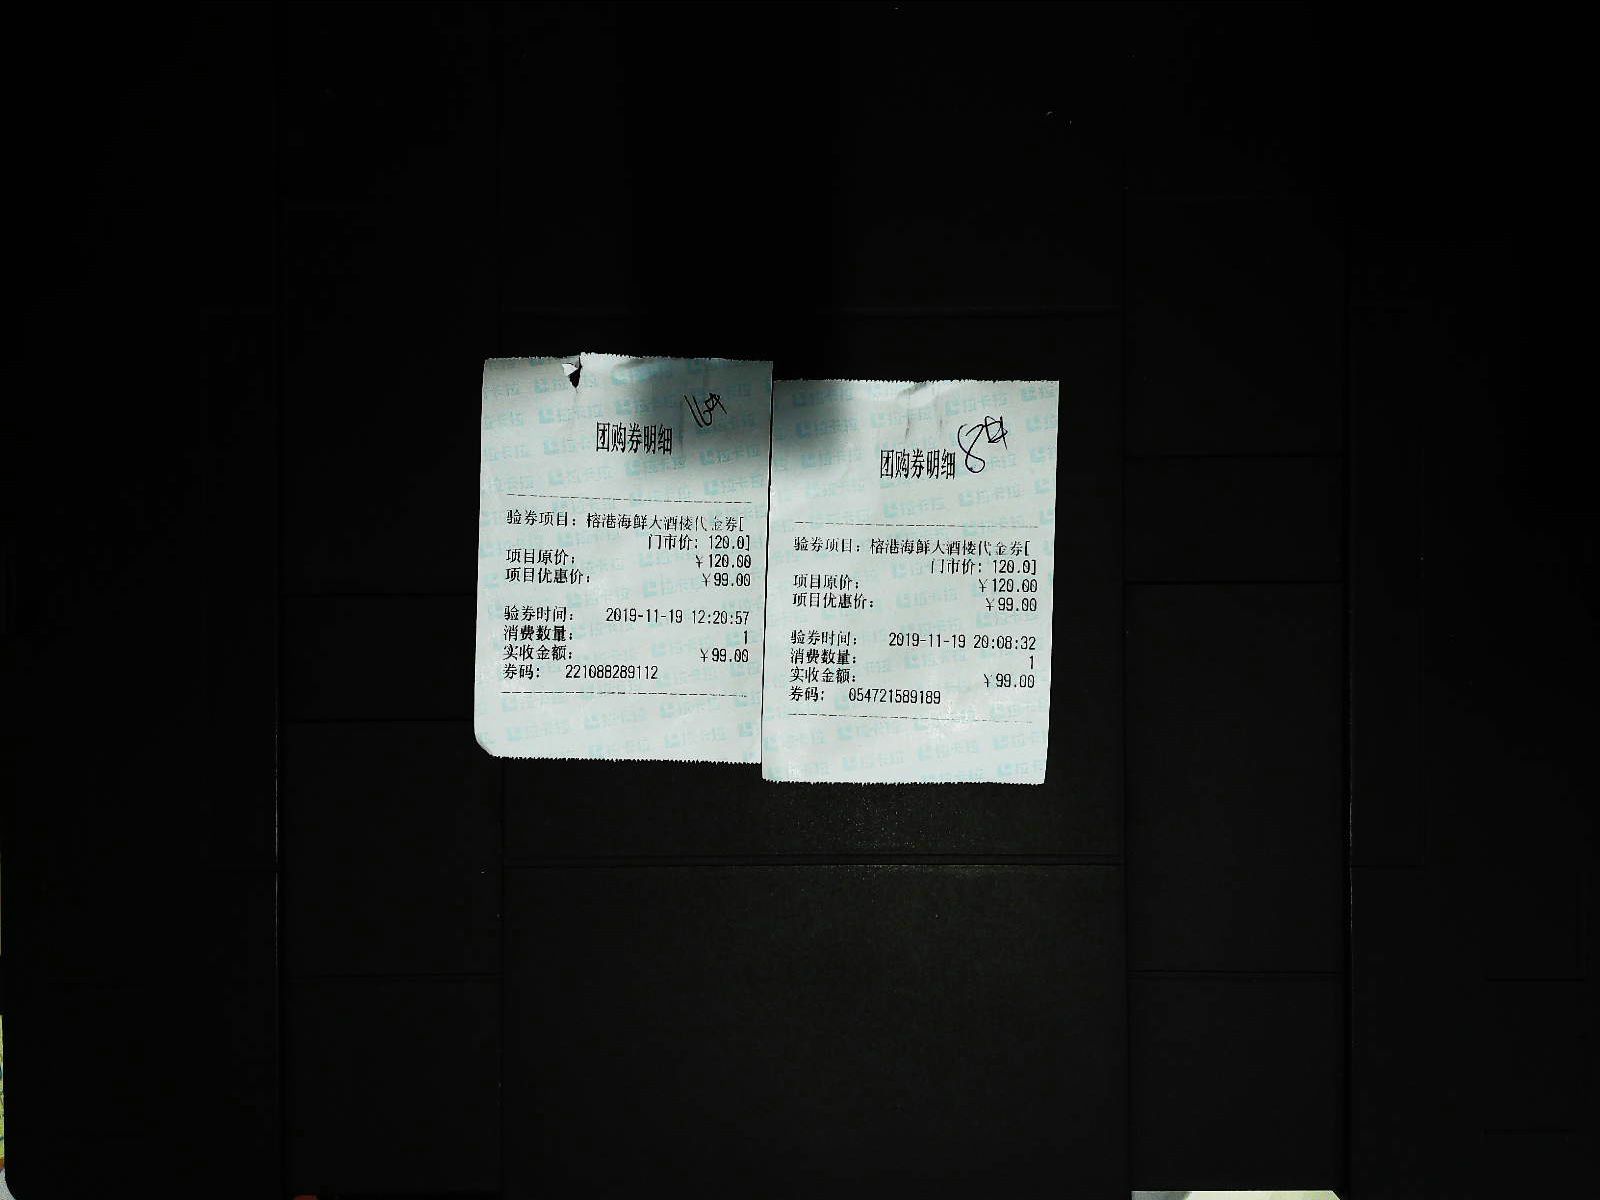 16#
团购券明细
验券项目：榕港海鲜大酒楼代金券[
门市价：120.0]
项目原价： ￥120.00
项目优惠价： ￥99.00
验券时间： 2019-11-19 12:20:57
消费数量： 1
实收金额： ￥99.00
券码： 221088289112
8#
团购券明细
验券项目：榕港海鲜大酒楼代金券[
门市价：120.0]
项目原价： ￥120.00
项目优惠价： ￥99.00
验券时间： 2019-11-19 20:08:32
消费数量： 1
实收金额： ￥99.00
券码： 054721589189